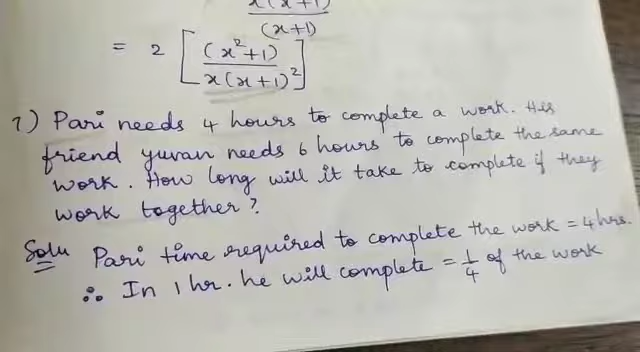 x(x+1)
(x+1)
= 2 [ (x²+1) / x(x+1)² ]
7) Pari needs 4 hours to complete a work. His
friend yuvan needs 6 hours to complete the same
work. How long will it take to complete if they
work together?
Solu Pari time required to complete the work = 4 hrs.
∴ In 1 hr. he will complete = 1/4 of the work